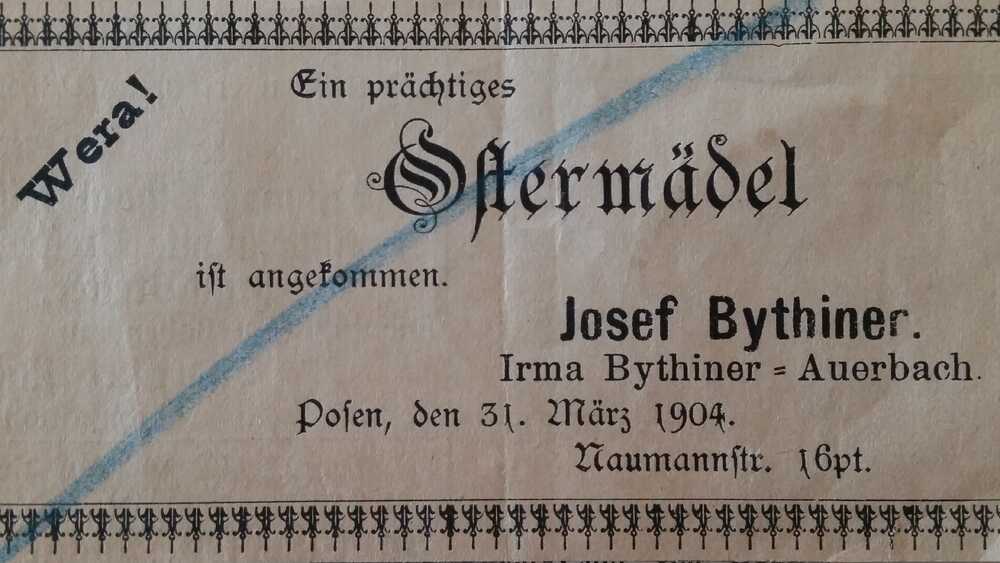 Wera!
Ein prächtiges
Ostermädel
ist angekommen.
Josef Bythiner.
Irma Bythiner = Auerbach.
Posen, den 31. März 1904.
Naumannstr. 16pt.